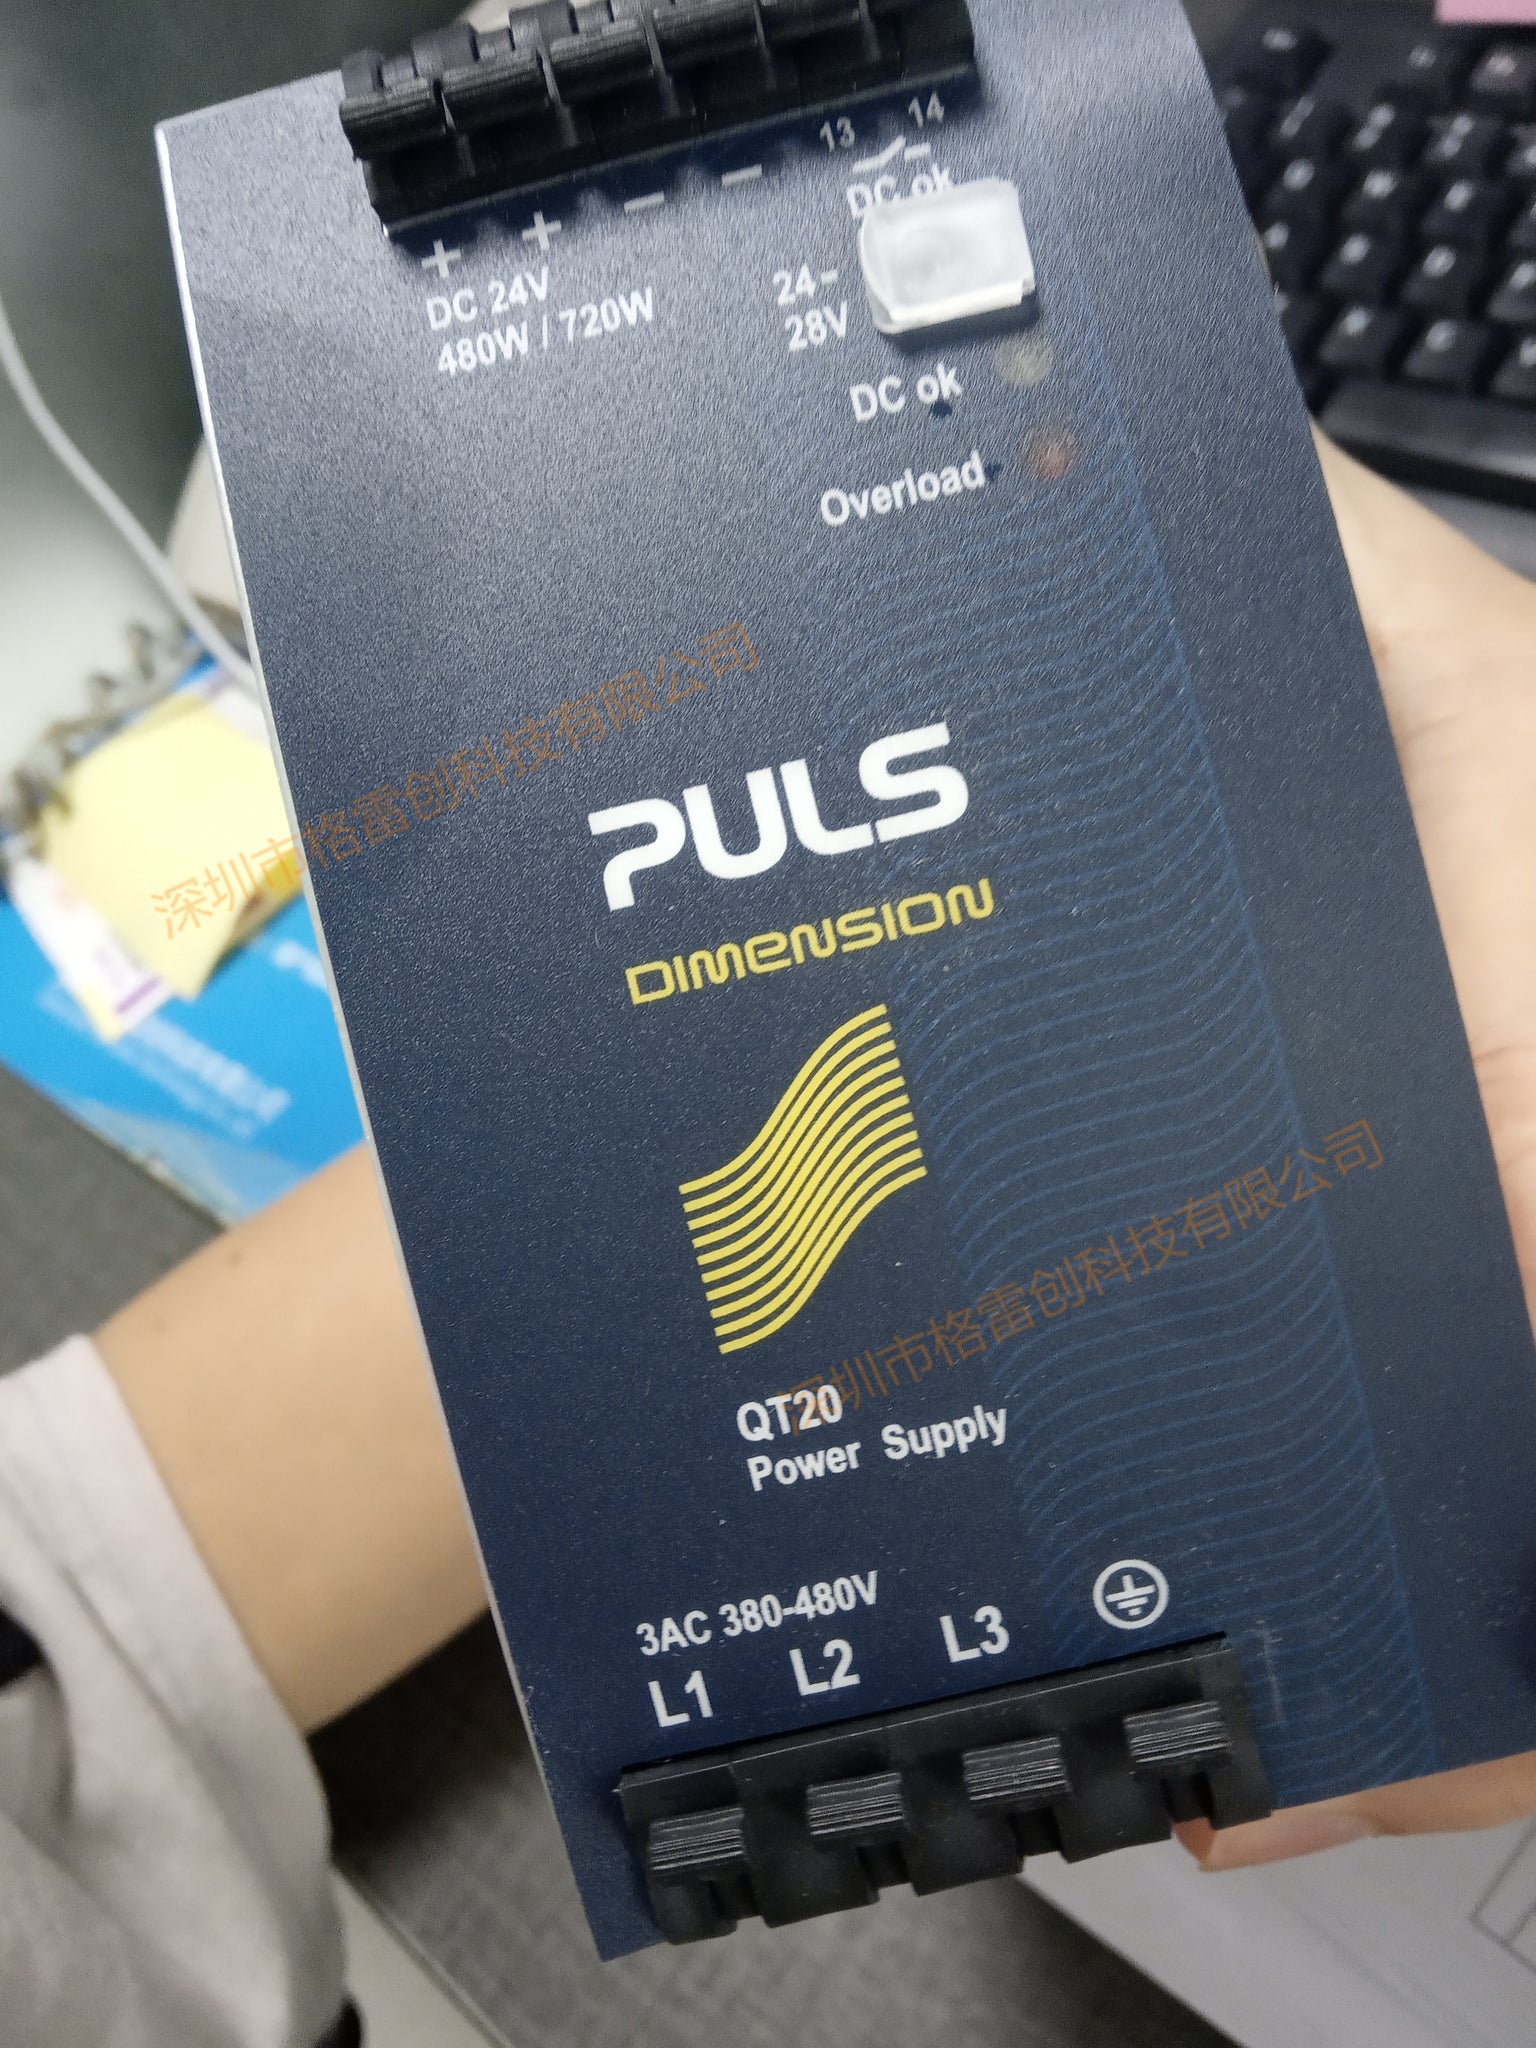 13 14
DC ok
+ + − −
DC 24V
480W / 720W
24-
28V
DC ok
Overload
深圳市格雷创科技有限公司
PULS
DIMENSION
深圳市格雷创科技有限公司
QT20
Power Supply
3AC 380-480V
L1 L2 L3